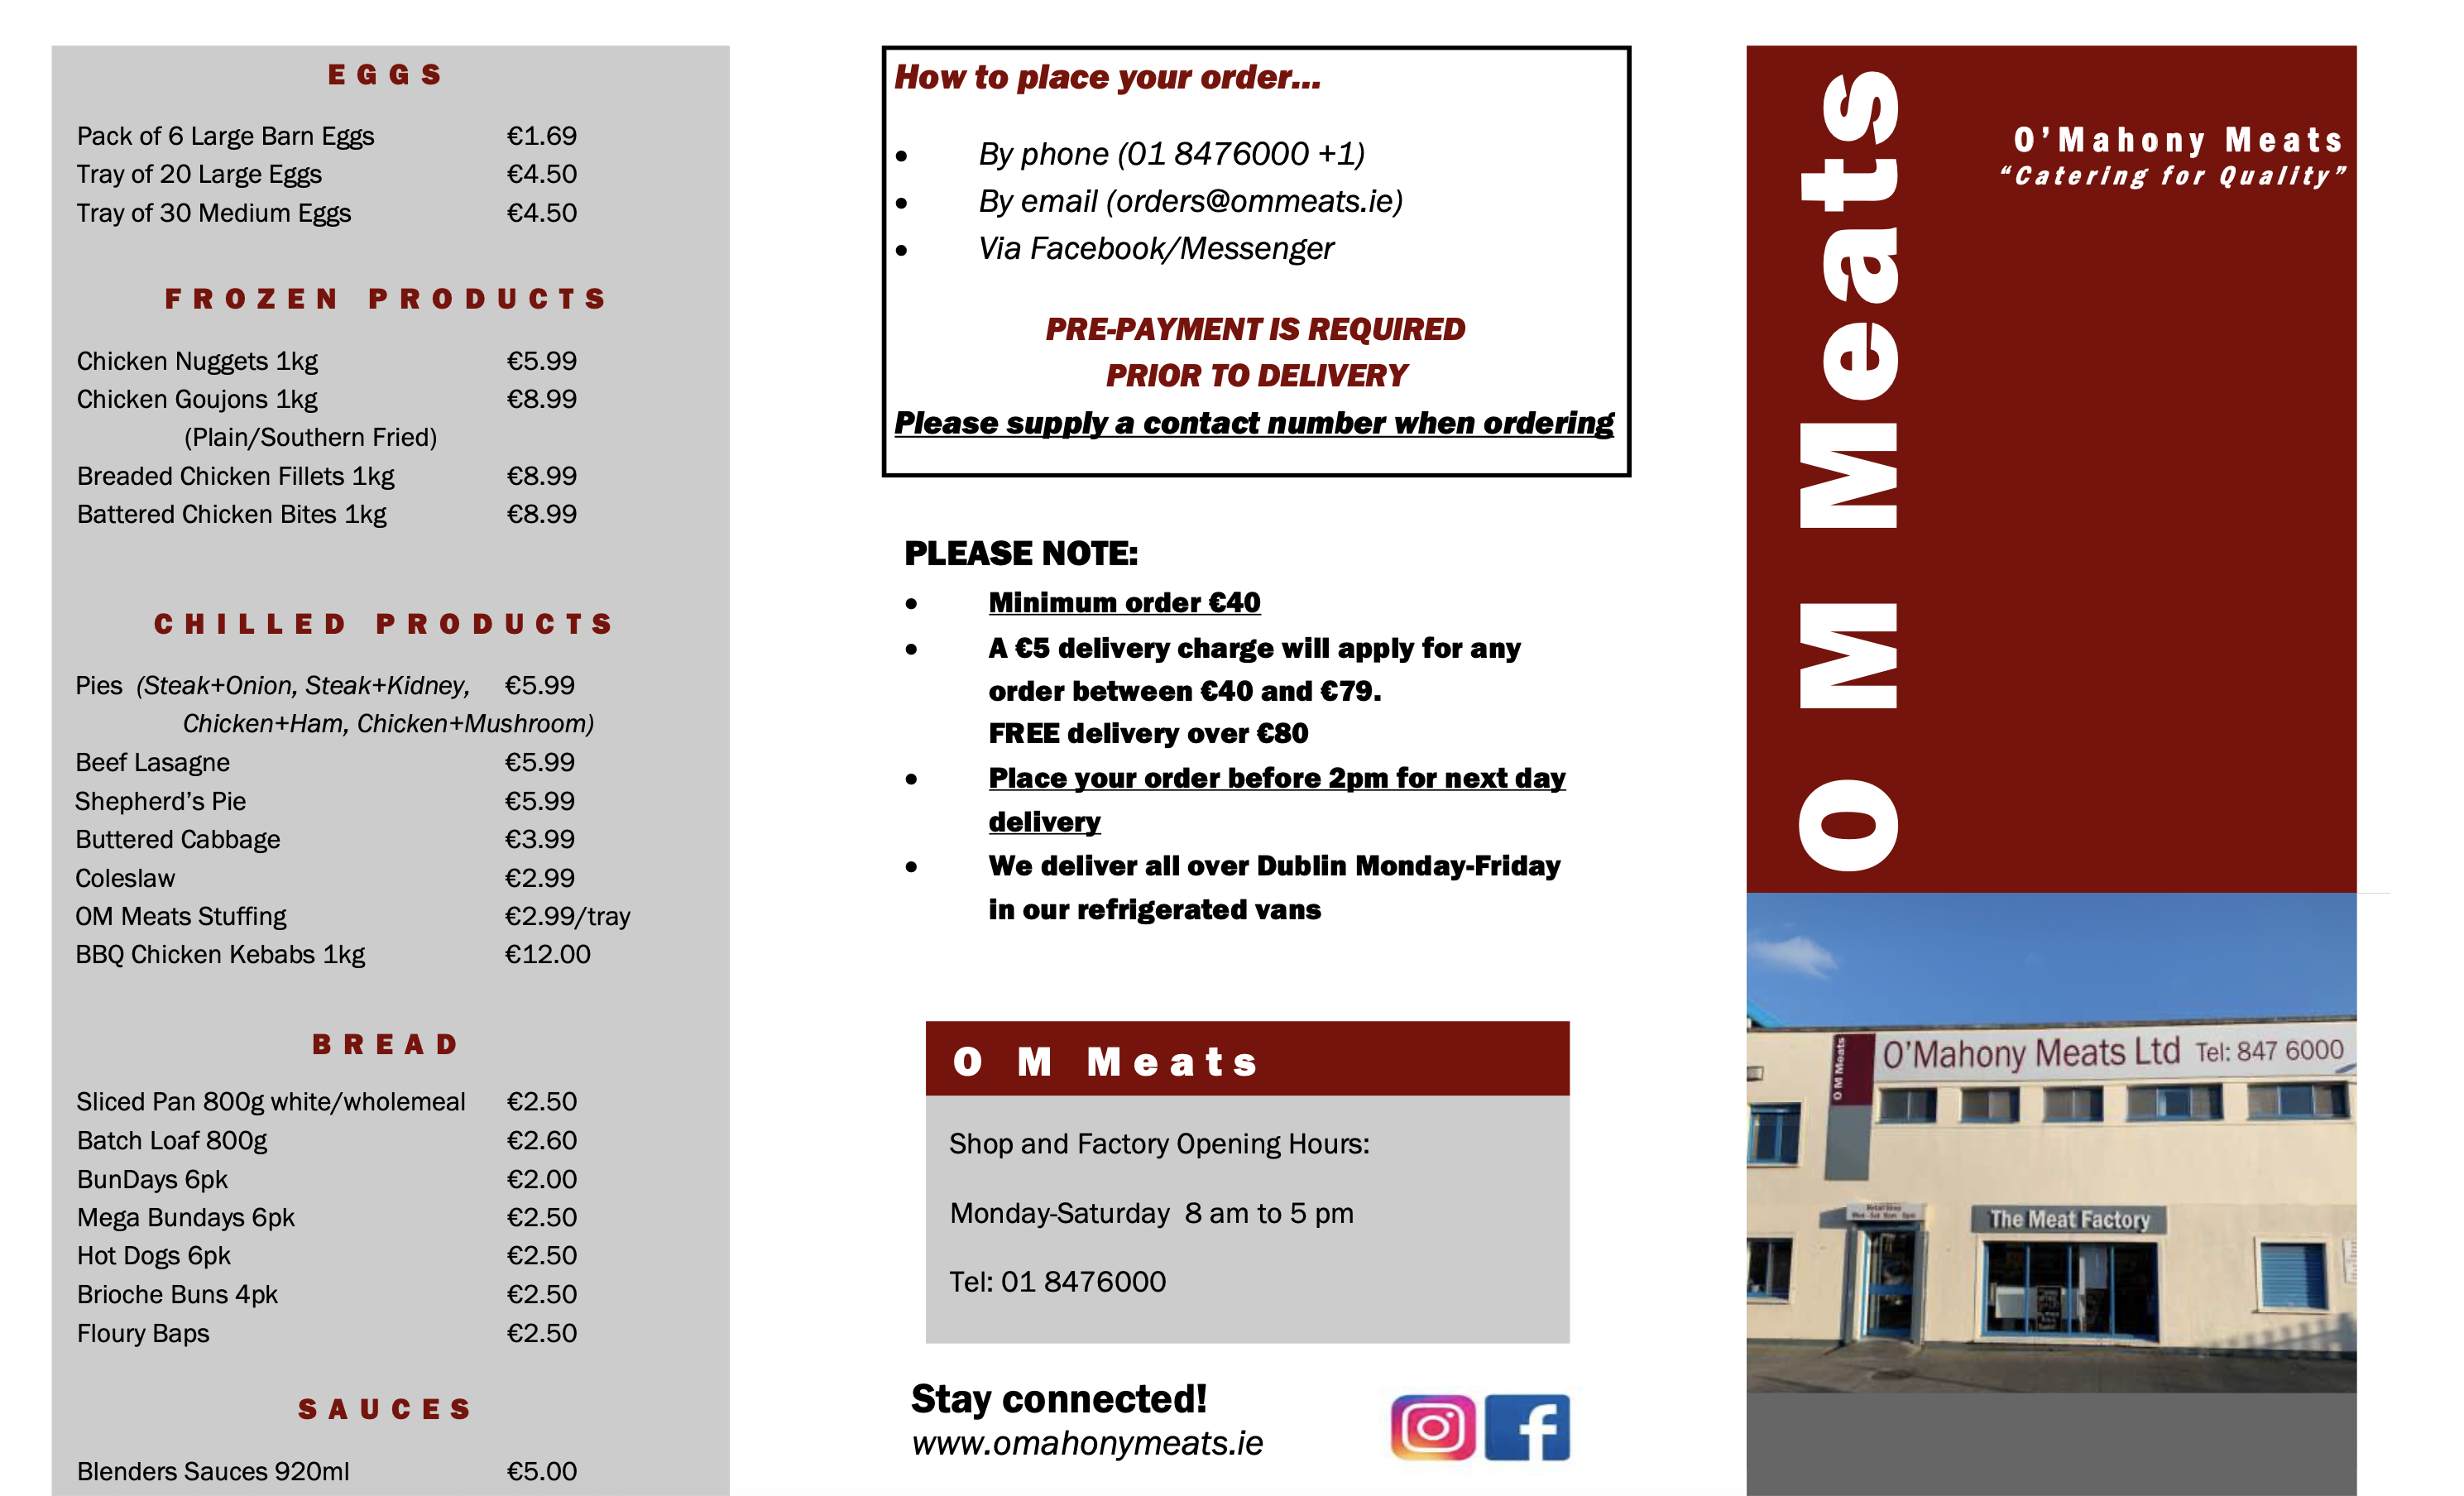 EGGS
Pack of 6 Large Barn Eggs €1.69
Tray of 20 Large Eggs €4.50
Tray of 30 Medium Eggs €4.50
FROZEN PRODUCTS
Chicken Nuggets 1kg €5.99
Chicken Goujons 1kg €8.99
(Plain/Southern Fried)
Breaded Chicken Fillets 1kg €8.99
Battered Chicken Bites 1kg €8.99
CHILLED PRODUCTS
Pies (Steak+Onion, Steak+Kidney, €5.99
Chicken+Ham, Chicken+Mushroom)
Beef Lasagne €5.99
Shepherd's Pie €5.99
Buttered Cabbage €3.99
Coleslaw €2.99
OM Meats Stuffing €2.99/tray
BBQ Chicken Kebabs 1kg €12.00
BREAD
Sliced Pan 800g white/wholemeal €2.50
Batch Loaf 800g €2.60
BunDays 6pk €2.00
Mega Bundays 6pk €2.50
Hot Dogs 6pk €2.50
Brioche Buns 4pk €2.50
Floury Baps €2.50
SAUCES
Blenders Sauces 920ml €5.00
How to place your order...
• By phone (01 8476000 +1)
• By email (orders@ommeats.ie)
• Via Facebook/Messenger
PRE-PAYMENT IS REQUIRED
PRIOR TO DELIVERY
Please supply a contact number when ordering
PLEASE NOTE:
• Minimum order €40
• A €5 delivery charge will apply for any
order between €40 and €79.
FREE delivery over €80
• Place your order before 2pm for next day
delivery
• We deliver all over Dublin Monday-Friday
in our refrigerated vans
O M Meats
Shop and Factory Opening Hours:
Monday-Saturday 8 am to 5 pm
Tel: 01 8476000
Stay connected!
www.omahonymeats.ie
O M Meats
O'Mahony Meats
"Catering for Quality"
O M Meats
O'Mahony Meats Ltd Tel: 847 6000
Retail Shop
The Meat Factory